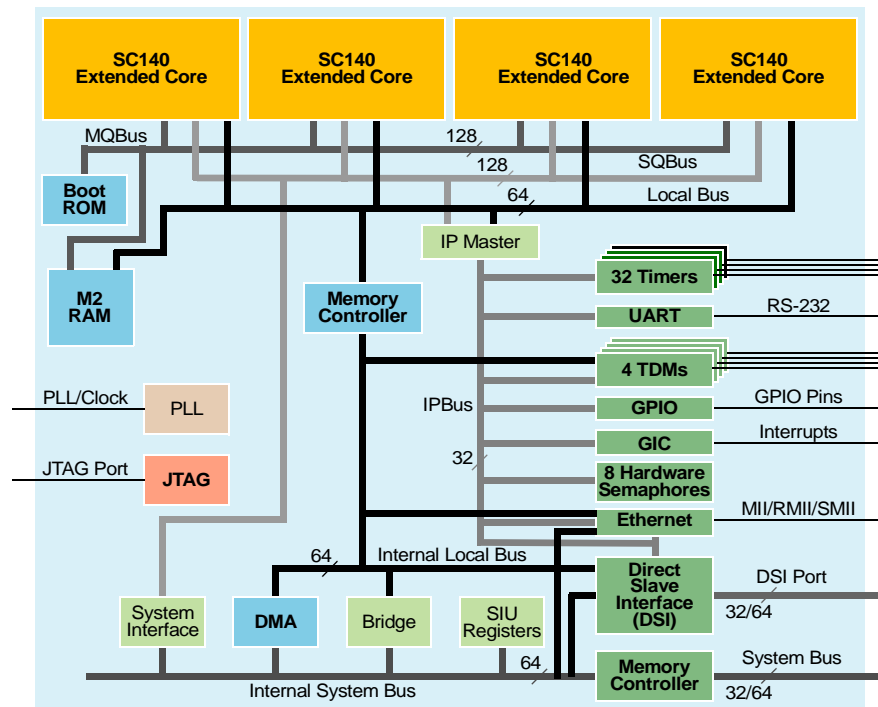 SC140
Extended Core
SC140
Extended Core
SC140
Extended Core
SC140
Extended Core
MQBus
128
128
SQBus
Boot
ROM
64
Local Bus
IP Master
M2
RAM
Memory
Controller
32 Timers
UART
RS-232
4 TDMs
PLL/Clock
PLL
IPBus
GPIO
GPIO Pins
GIC
Interrupts
JTAG Port
JTAG
32
8 Hardware
Semaphores
Ethernet
MII/RMII/SMII
64
Internal Local Bus
Direct
Slave
Interface
(DSI)
DSI Port
32/64
System
Interface
DMA
Bridge
SIU
Registers
64
Memory
Controller
System Bus
32/64
Internal System Bus